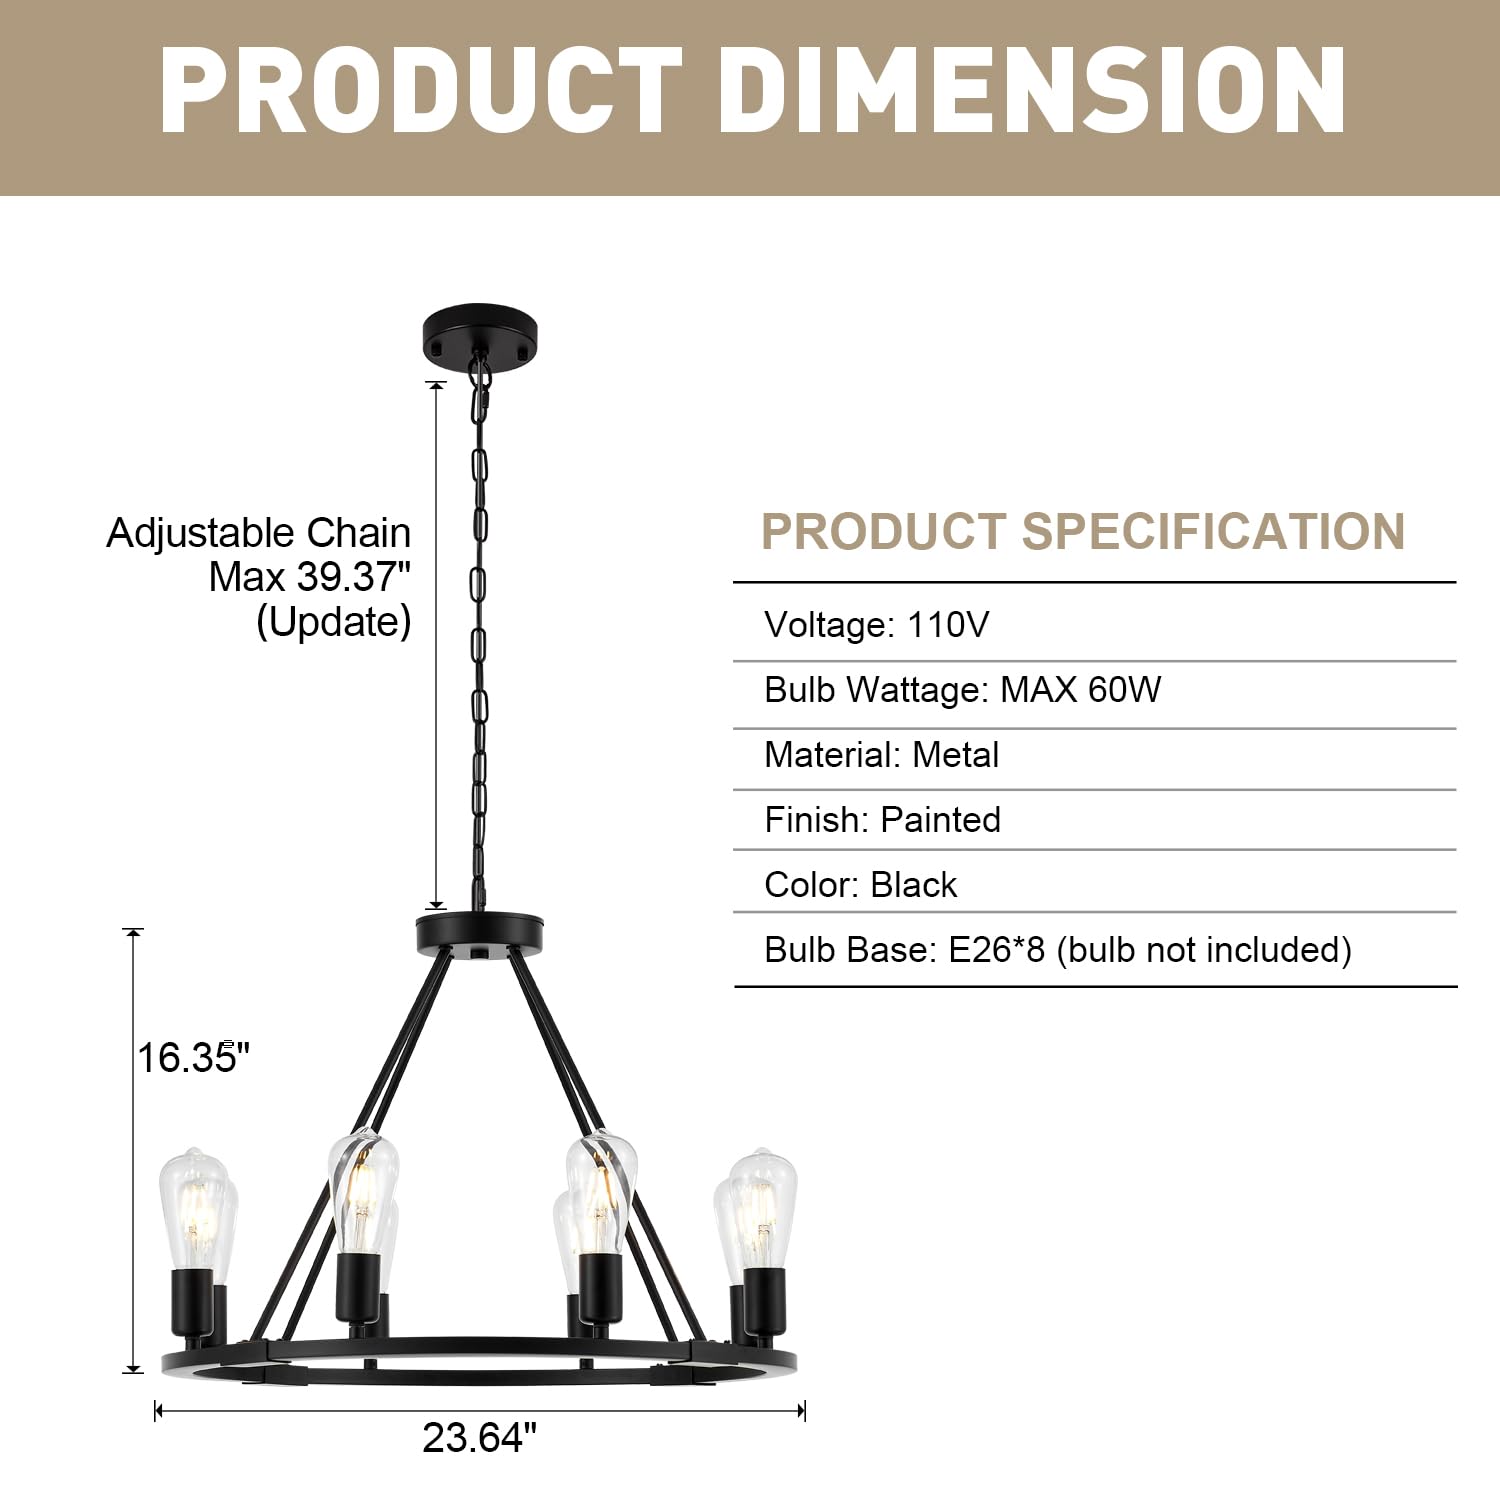 PRODUCT DIMENSION
Adjustable Chain
Max 39.37"
(Update)
PRODUCT SPECIFICATION
Voltage: 110V
Bulb Wattage: MAX 60W
Material: Metal
Finish: Painted
Color: Black
Bulb Base: E26*8 (bulb not included)
16.35"
23.64"